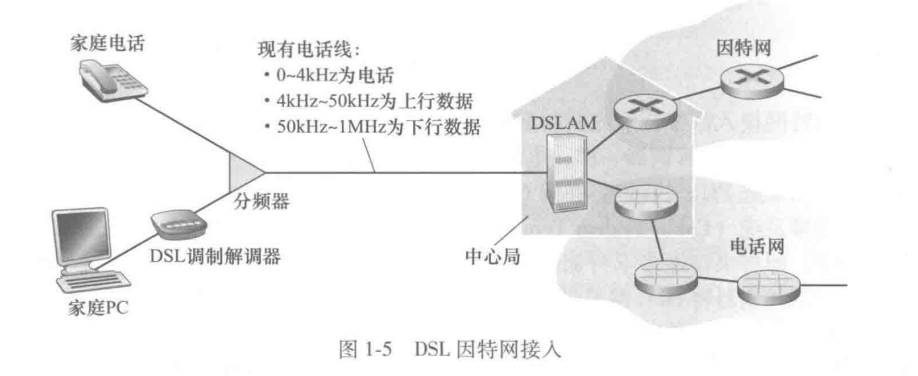 家庭电话
现有电话线：
·0~4kHz为电话
·4kHz~50kHz为上行数据
·50kHz~1MHz为下行数据
因特网
DSLAM
分频器
DSL调制解调器
中心局
电话网
家庭PC
图 1-5 DSL 因特网接入